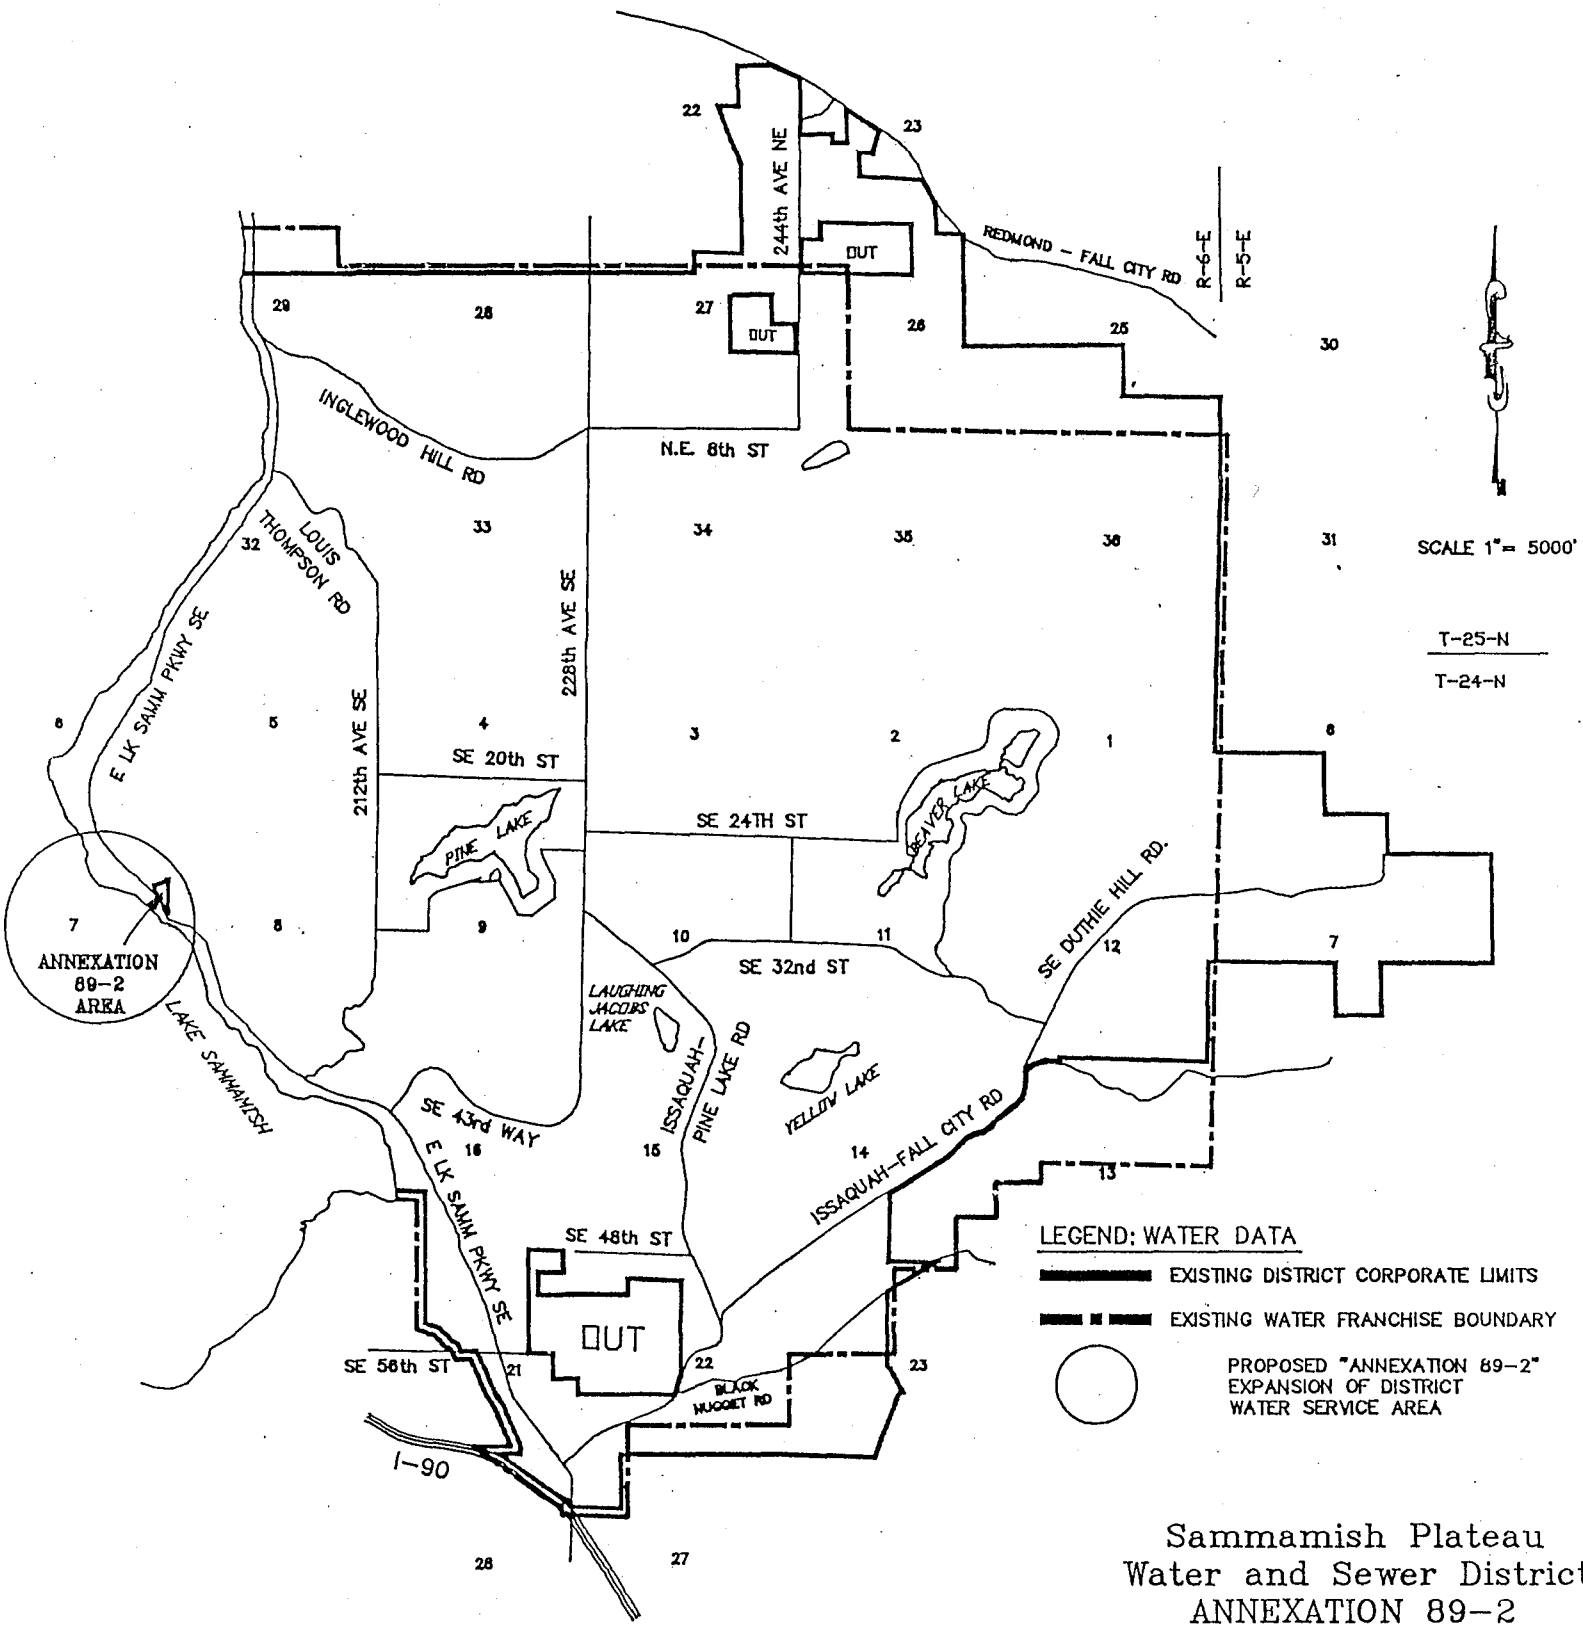 22
23
244th AVE NE
OUT
REDMOND - FALL CITY RD
R-6-E
R-5-E
29
28
27
OUT
26
25
30
INGLEWOOD HILL RD
N.E. 8th ST
LOUIS
THOMPSON RD
32
33
34
35
36
31
SCALE 1"= 5000'
T-25-N
T-24-N
E LK SAMM PKWY SE
212th AVE SE
228th AVE SE
6
5
4
3
2
1
6
SE 20th ST
PINE LAKE
SE 24TH ST
BEAVER LAKE
SE DUTHIE HILL RD.
7
8
9
10
11
12
7
ANNEXATION
89-2
AREA
SE 32nd ST
LAKE SAMMAMISH
LAUGHING
JACOBS
LAKE
ISSAQUAH-
PINE LAKE RD
YELLOW LAKE
SE 43rd WAY
16
15
14
13
E LK SAMM PKWY SE
ISSAQUAH-FALL CITY RD
SE 48th ST
OUT
SE 56th ST
21
22
23
BLACK
NUGGET RD
I-90
28
27
LEGEND: WATER DATA
EXISTING DISTRICT CORPORATE LIMITS
EXISTING WATER FRANCHISE BOUNDARY
PROPOSED "ANNEXATION 89-2"
EXPANSION OF DISTRICT
WATER SERVICE AREA
Sammamish Plateau
Water and Sewer District
ANNEXATION 89-2